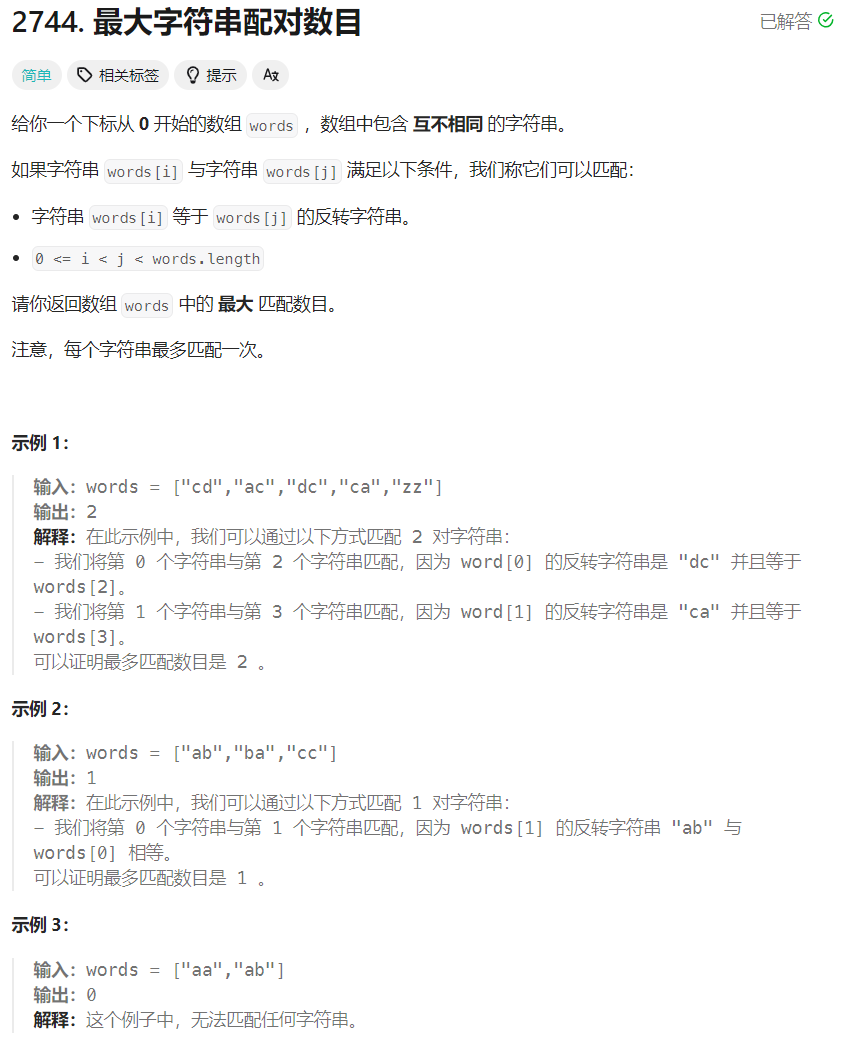 2744. 最大字符串配对数目
已解答
简单 相关标签 提示 Aあ
给你一个下标从 0 开始的数组 words ，数组中包含 互不相同 的字符串。
如果字符串 words[i] 与字符串 words[j] 满足以下条件，我们称它们可以匹配：
• 字符串 words[i] 等于 words[j] 的反转字符串。
• 0 <= i < j < words.length
请你返回数组 words 中的 最大 匹配数目。
注意，每个字符串最多匹配一次。
示例 1：
输入：words = ["cd","ac","dc","ca","zz"]
输出：2
解释：在此示例中，我们可以通过以下方式匹配 2 对字符串：
- 我们将第 0 个字符串与第 2 个字符串匹配，因为 word[0] 的反转字符串是 "dc" 并且等于
words[2]。
- 我们将第 1 个字符串与第 3 个字符串匹配，因为 word[1] 的反转字符串是 "ca" 并且等于
words[3]。
可以证明最多匹配数目是 2 。
示例 2：
输入：words = ["ab","ba","cc"]
输出：1
解释：在此示例中，我们可以通过以下方式匹配 1 对字符串：
- 我们将第 0 个字符串与第 1 个字符串匹配，因为 words[1] 的反转字符串 "ab" 与
words[0] 相等。
可以证明最多匹配数目是 1 。
示例 3：
输入：words = ["aa","ab"]
输出：0
解释：这个例子中，无法匹配任何字符串。